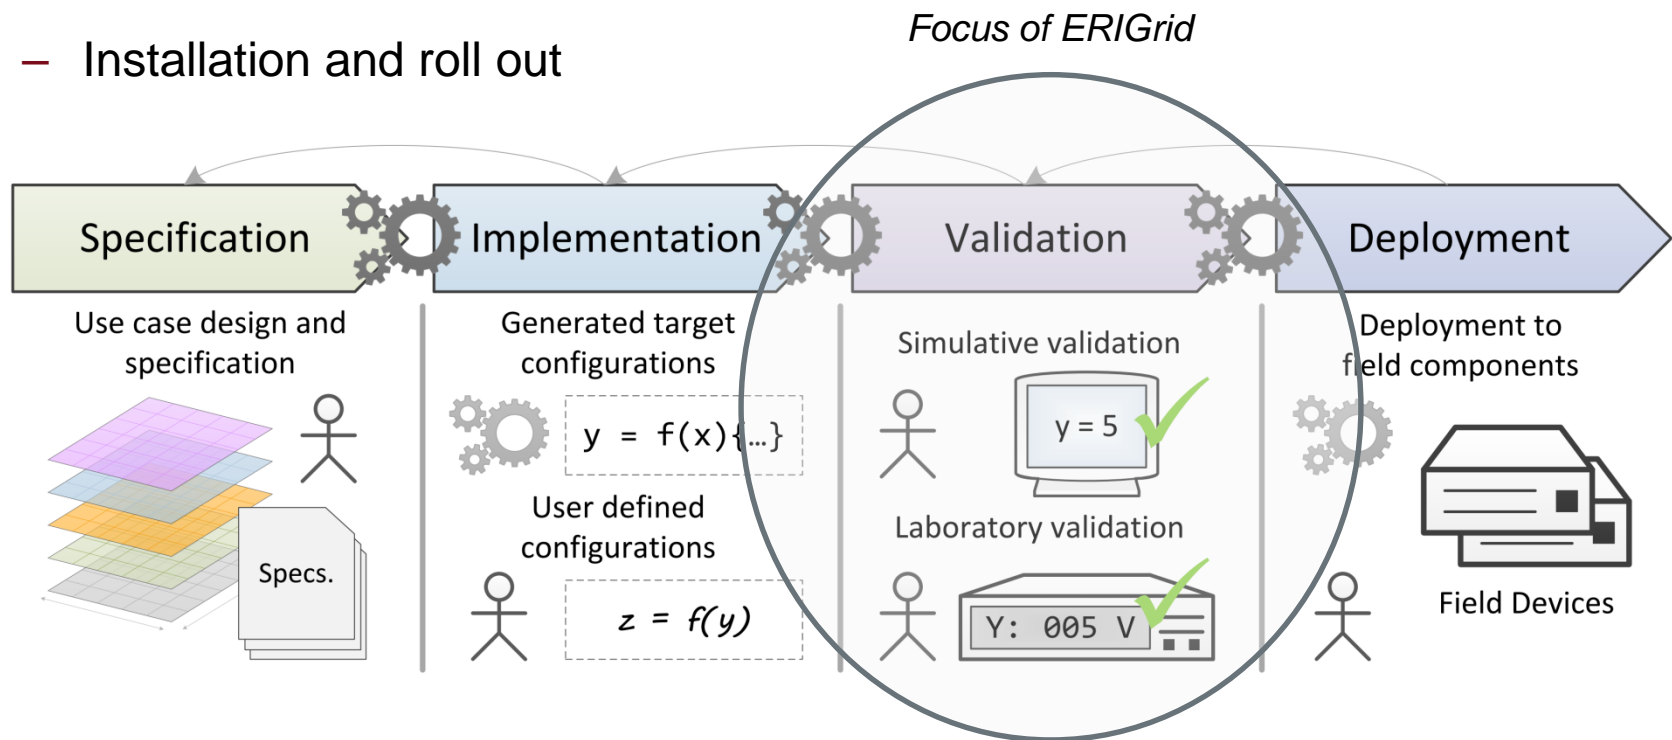 Focus of ERIGrid
– Installation and roll out
Specification
Implementation
Validation
Deployment
Use case design and
specification
Specs.
Generated target
configurations
y = f(x){…}
User defined
configurations
z = f(y)
Simulative validation
y = 5
Laboratory validation
Y: 005 V
Deployment to
field components
Field Devices